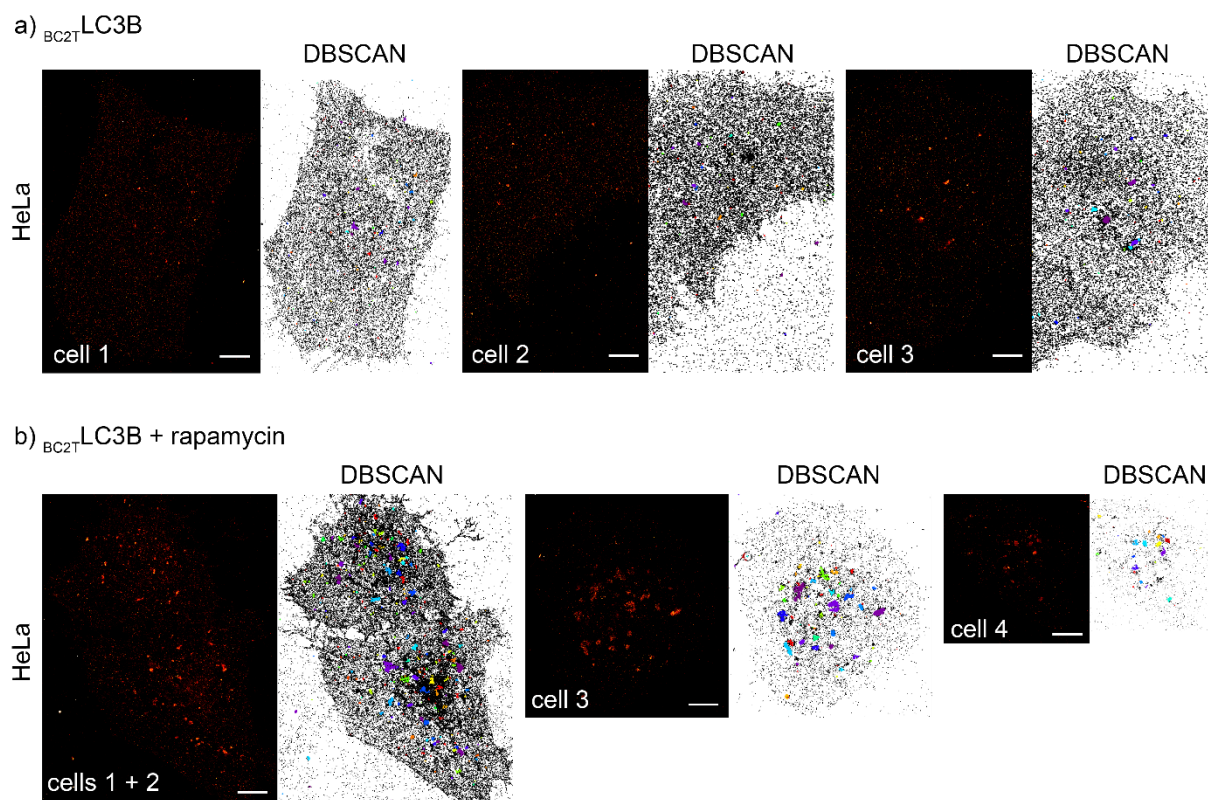 a) BC2TLC3B
DBSCAN DBSCAN DBSCAN
HeLa
cell 1 cell 2 cell 3
b) BC2TLC3B + rapamycin
DBSCAN DBSCAN DBSCAN
HeLa
cells 1 + 2 cell 3 cell 4